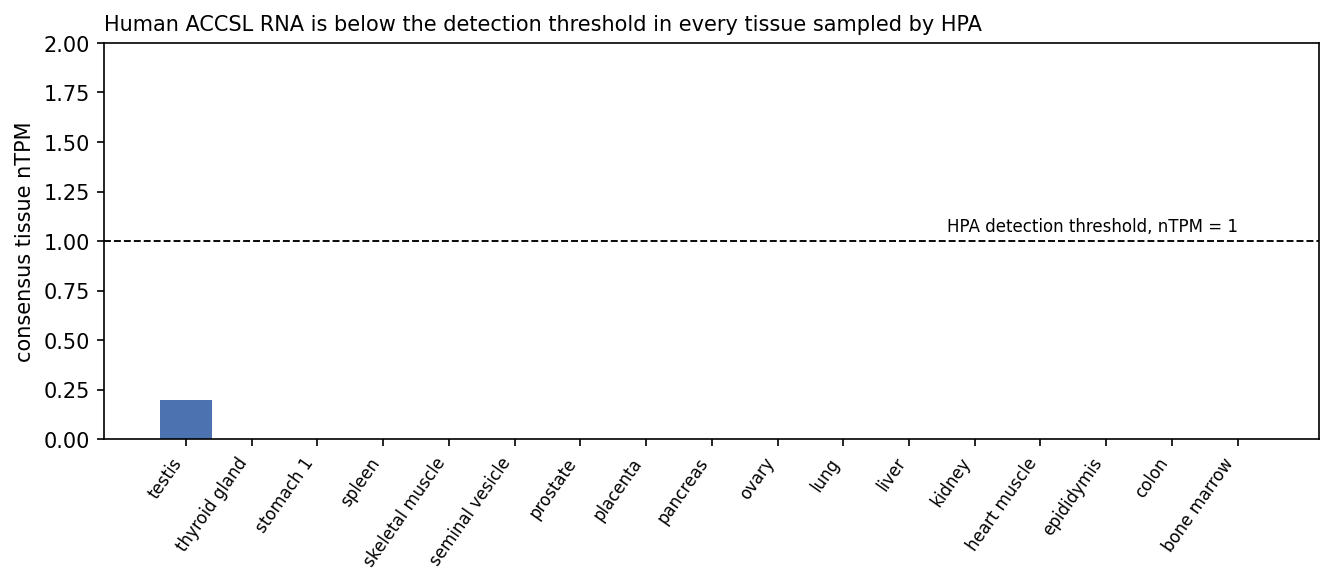 Human ACCSL RNA is below the detection threshold in every tissue sampled by HPA
consensus tissue nTPM
2.00
1.75
1.50
1.25
1.00
0.75
0.50
0.25
0.00
HPA detection threshold, nTPM = 1
testis
thyroid gland
stomach 1
spleen
skeletal muscle
seminal vesicle
prostate
placenta
pancreas
ovary
lung
liver
kidney
heart muscle
epididymis
colon
bone marrow